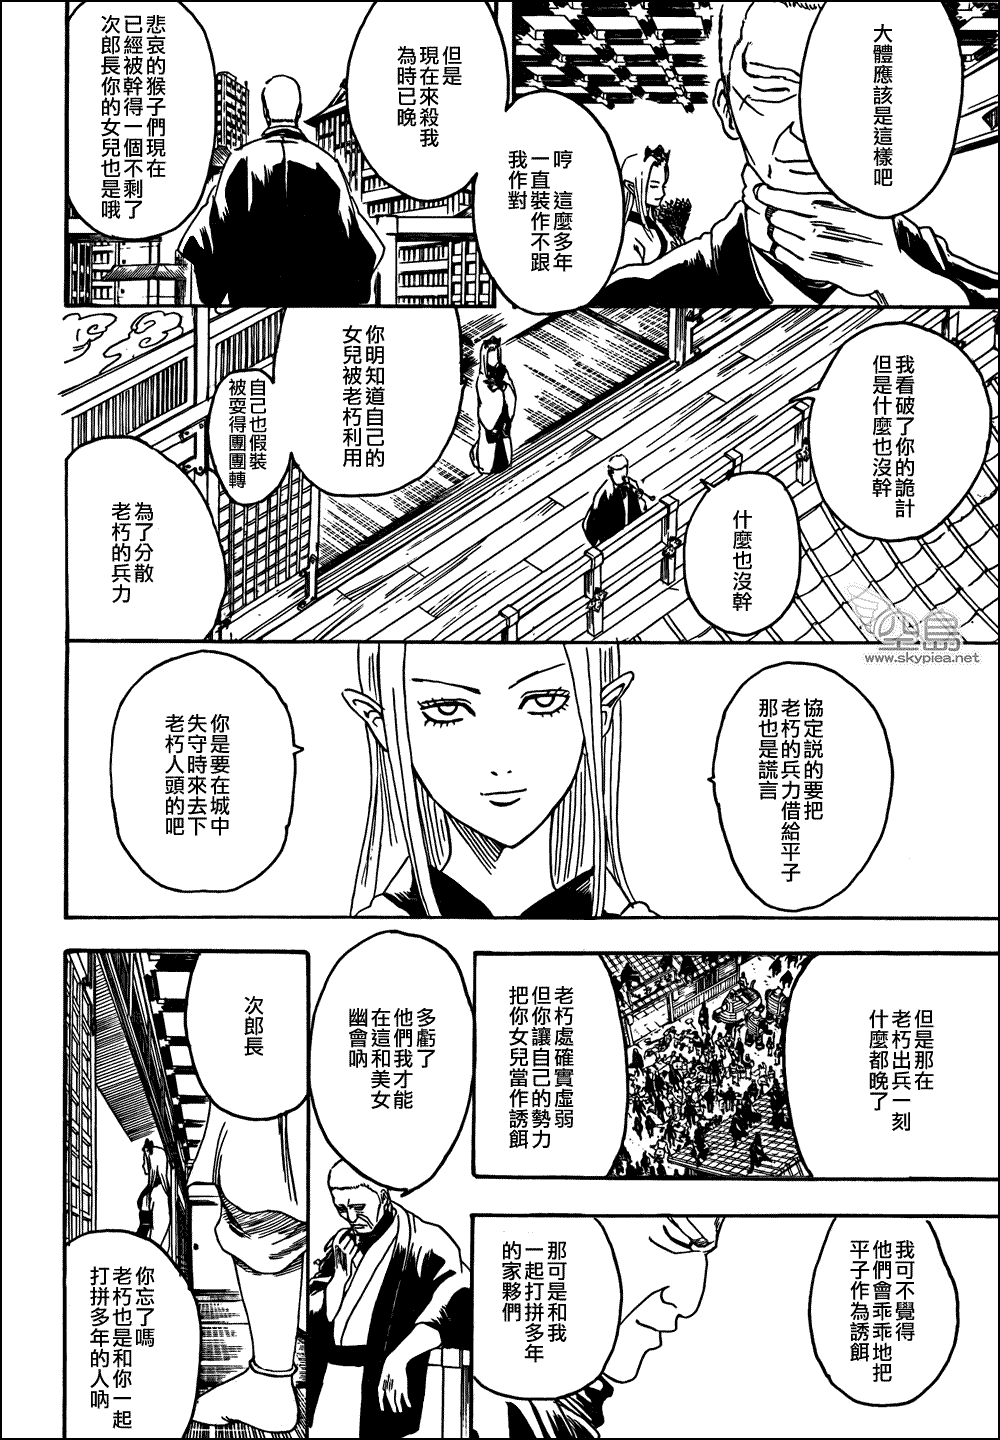 大體應該是這樣吧
哼 這麼多年
一直裝作不跟
我作對
但是
現在來殺我
為時已晚
悲哀的猴子們現在
已經被幹得一個不剩了
次郎長你的女兒也是哦
我看破了你的詭計
但是什麼也沒幹
什麼也沒幹
你明知道自己的
女兒被老朽利用
自己也假裝
被耍得團團轉
為了分散
老朽的兵力
空島
www.skypiea.net
協定説的要把
老朽的兵力借給平子
那也是謊言
你是要在城中
失守時來去下
老朽人頭的吧
但是那在
老朽出兵一刻
什麼都晚了
老朽處確實虛弱
但你讓自己的勢力
把你女兒當作誘餌
我可不覺得
他們會乖乖地把
平子作為誘餌
那可是和我
一起打拼多年
的家夥們
多虧了
他們我才能
在這和美女
幽會吶
次郎長
你忘了嗎
老朽也是和你一起
打拼多年的人吶